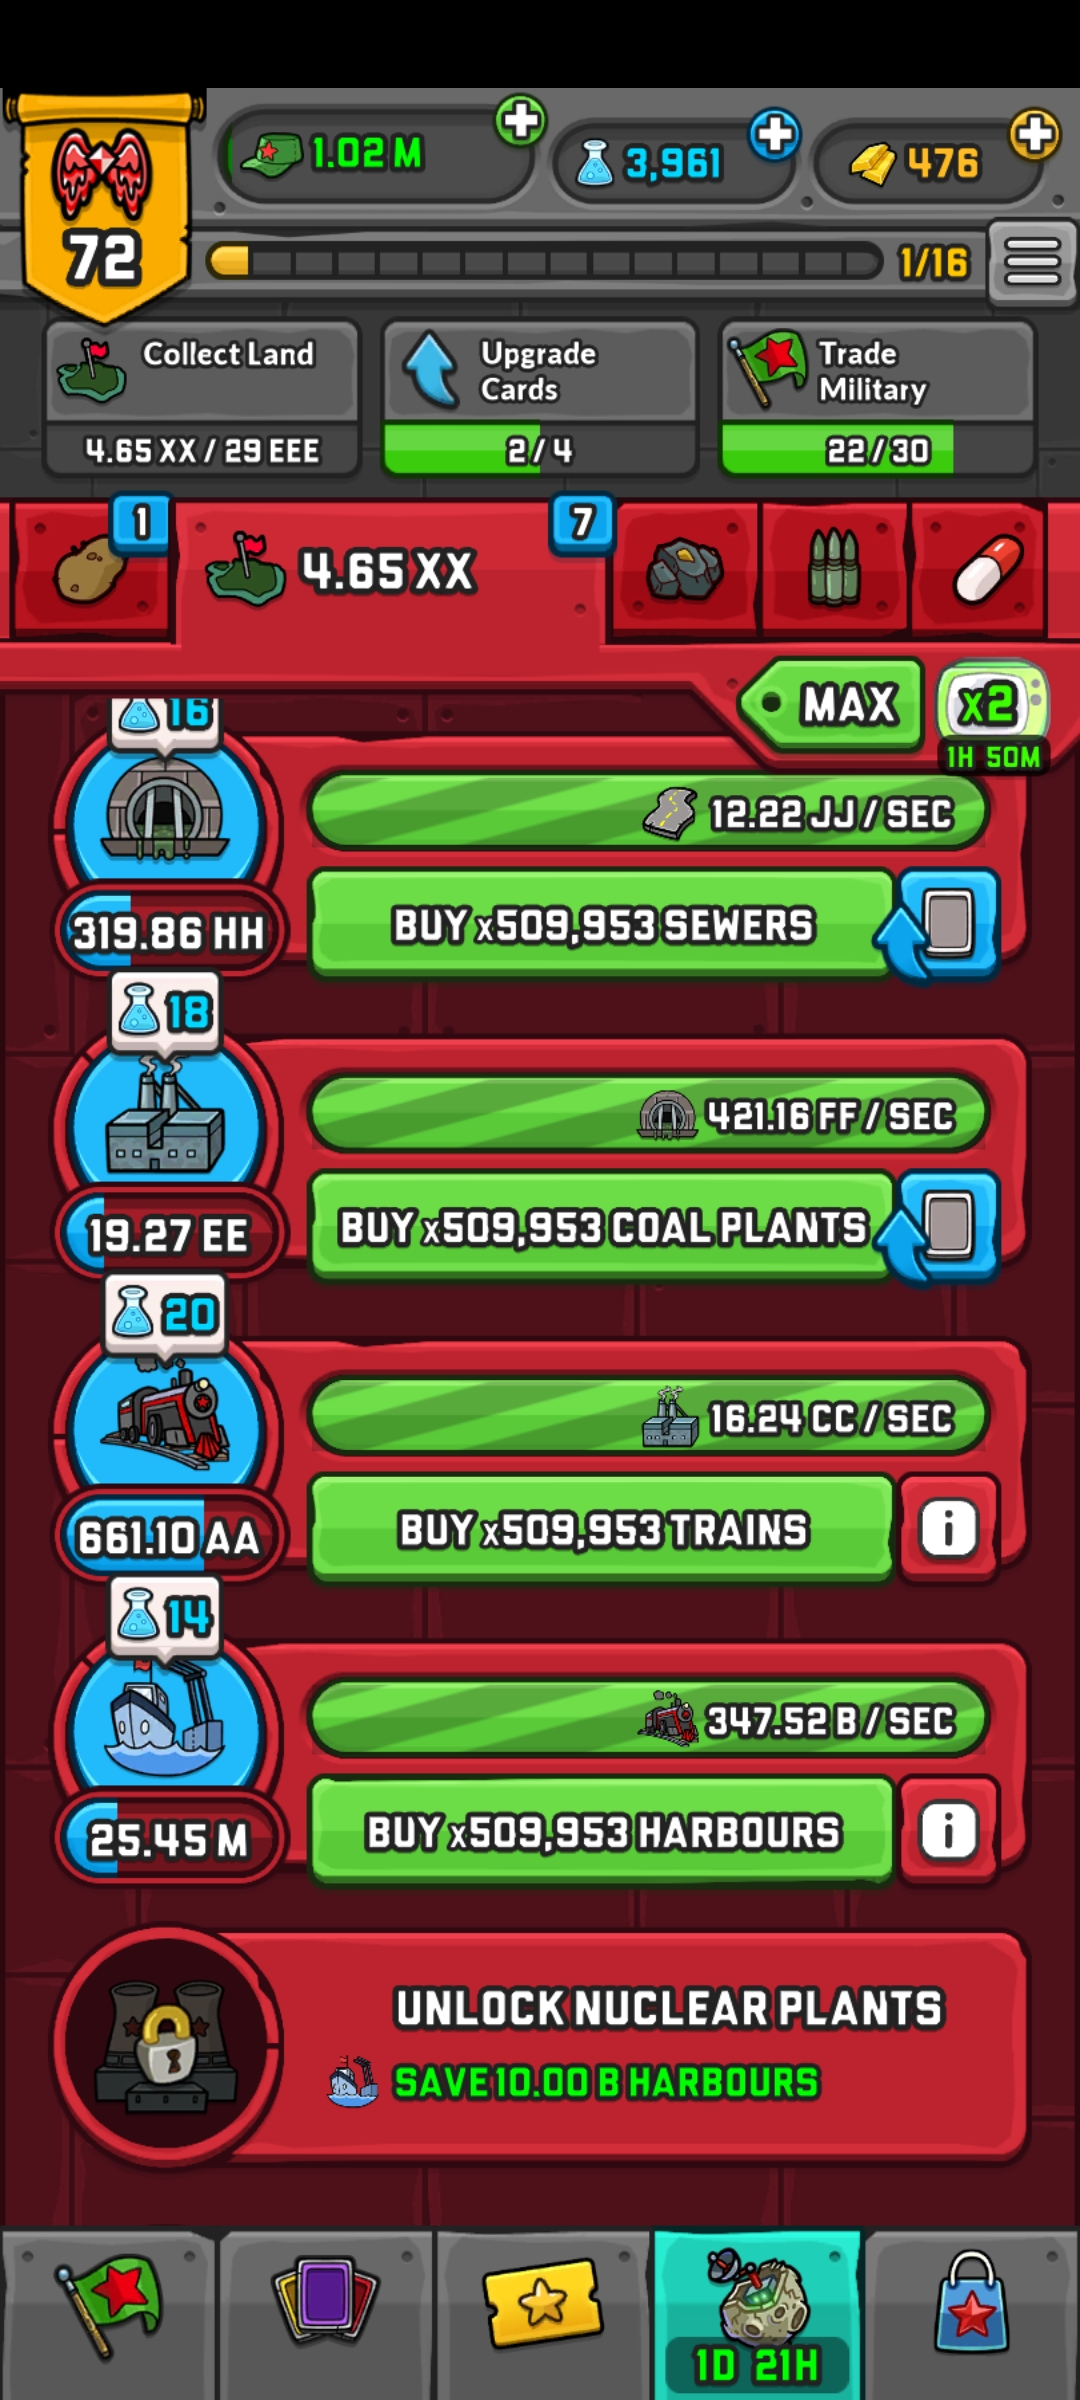 1.02 M
3,961
476
72
1/16
Collect Land
4.65 XX / 29 EEE
Upgrade
Cards
2/4
Trade
Military
22/30
1
4.65 XX
7
MAX
x2
1H 50M
16
12.22 JJ / SEC
319.86 HH
BUY x509,953 SEWERS
18
421.16 FF / SEC
19.27 EE
BUY x509,953 COAL PLANTS
20
16.24 CC / SEC
661.10 AA
BUY x509,953 TRAINS
i
14
347.52 B / SEC
25.45 M
BUY x509,953 HARBOURS
i
UNLOCK NUCLEAR PLANTS
SAVE 10.00 B HARBOURS
1D 21H